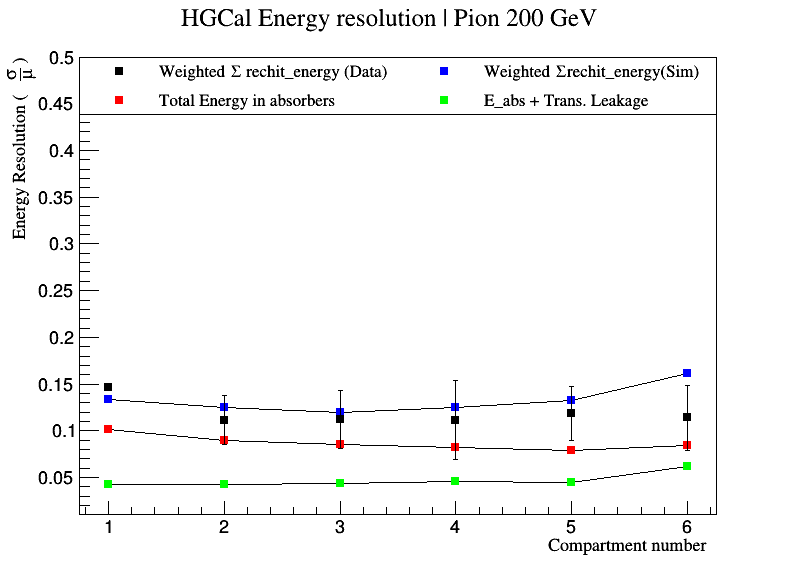 HGCal Energy resolution | Pion 200 GeV
Energy Resolution ( σ/μ )
Weighted Σ rechit_energy (Data)
Weighted Σrechit_energy(Sim)
Total Energy in absorbers
E_abs + Trans. Leakage
0.5
0.45
0.4
0.35
0.3
0.25
0.2
0.15
0.1
0.05
1 2 3 4 5 6
Compartment number